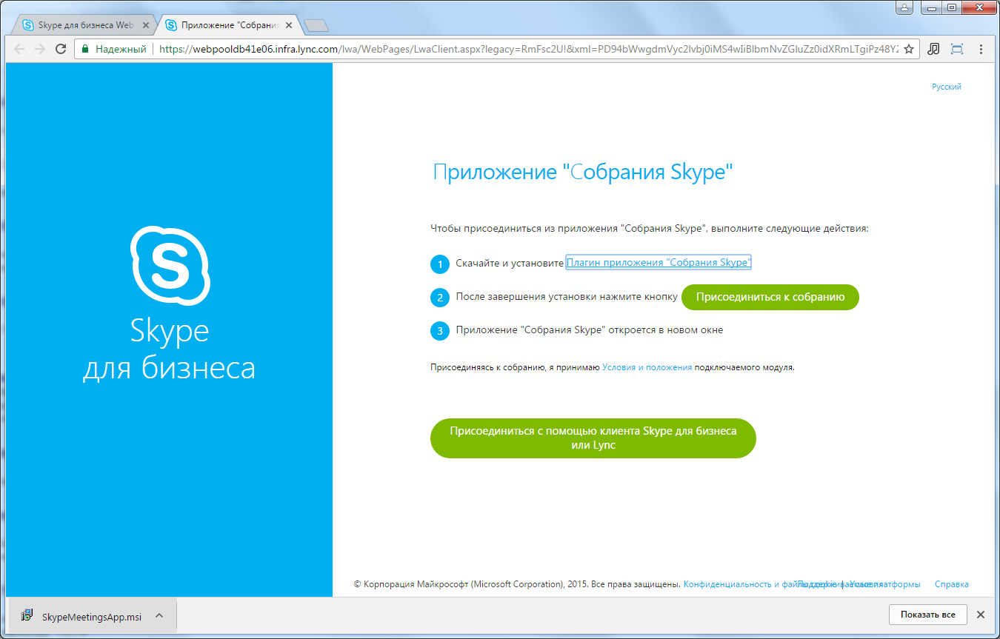 Skype для бизнеса Web
Приложение "Собрани
Надежный
https://webpooldb41e06.infra.lync.com/lwa/WebPages/LwaClient.aspx?legacy=RmFsc2U!&xml=PD94bWwgdmVyc2lvbj0iMS4wIiBlbmNvZGluZz0idXRmLTgiPz48Y2
Русский
Skype
для бизнеса
Приложение "Собрания Skype"
Чтобы присоединиться из приложения "Собрания Skype", выполните следующие действия:
1 Скачайте и установите Плагин приложения "Собрания Skype"
2 После завершения установки нажмите кнопку Присоединиться к собранию
3 Приложение "Собрания Skype" откроется в новом окне
Присоединяясь к собранию, я принимаю Условия и положения подключаемого модуля.
Присоединиться с помощью клиента Skype для бизнеса
или Lync
© Корпорация Майкрософт (Microsoft Corporation), 2015. Все права защищены. Конфиденциальность и файлы cookie | Условия Поддерживаемые платформы Справка
SkypeMeetingsApp.msi
Показать все